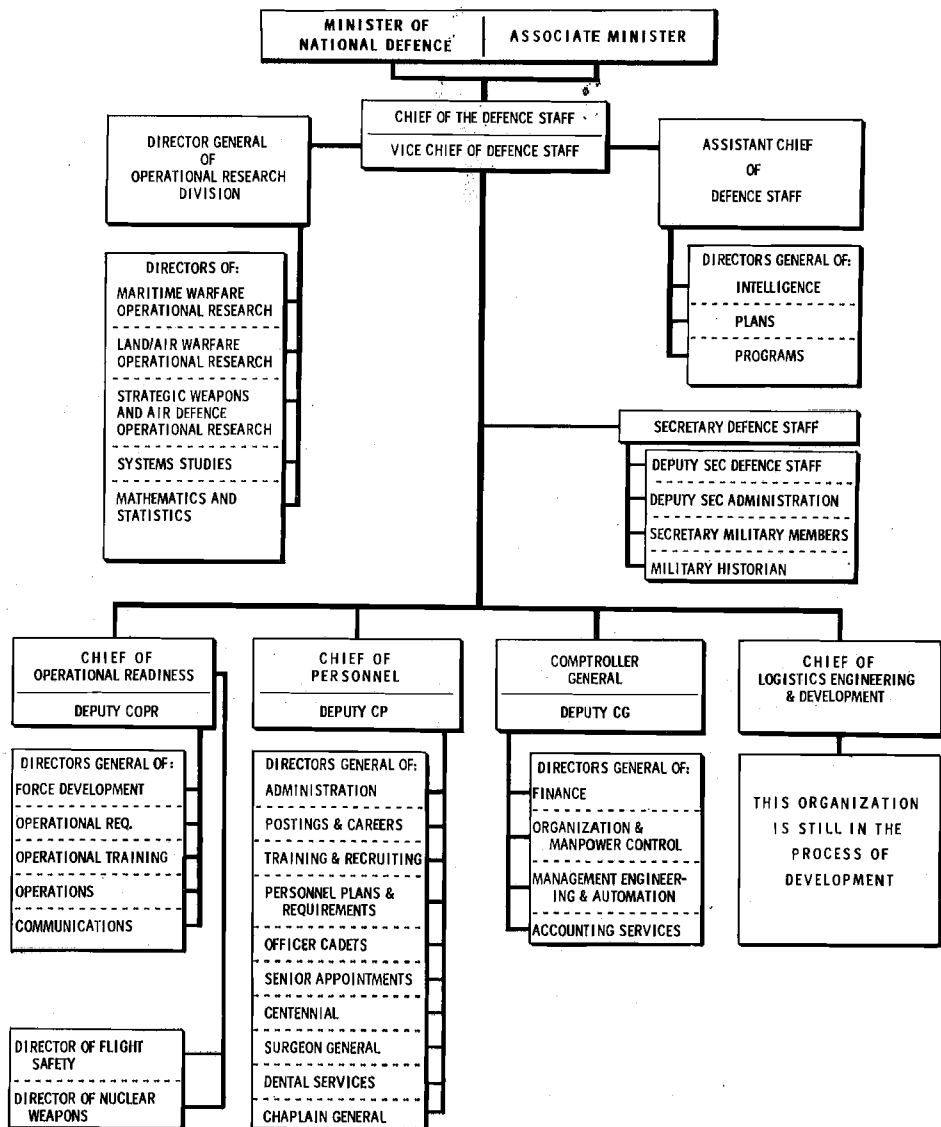 MINISTER OF
NATIONAL DEFENCE
ASSOCIATE MINISTER
CHIEF OF THE DEFENCE STAFF
VICE CHIEF OF DEFENCE STAFF
DIRECTOR GENERAL
OF
OPERATIONAL RESEARCH
DIVISION
ASSISTANT CHIEF
OF
DEFENCE STAFF
DIRECTORS OF:
MARITIME WARFARE
OPERATIONAL RESEARCH
LAND/AIR WARFARE
OPERATIONAL RESEARCH
STRATEGIC WEAPONS
AND AIR DEFENCE
OPERATIONAL RESEARCH
SYSTEMS STUDIES
MATHEMATICS AND
STATISTICS
DIRECTORS GENERAL OF:
INTELLIGENCE
PLANS
PROGRAMS
SECRETARY DEFENCE STAFF
DEPUTY SEC DEFENCE STAFF
DEPUTY SEC ADMINISTRATION
SECRETARY MILITARY MEMBERS
MILITARY HISTORIAN
CHIEF OF
OPERATIONAL READINESS
DEPUTY COPR
DIRECTORS GENERAL OF:
FORCE DEVELOPMENT
OPERATIONAL REQ.
OPERATIONAL TRAINING
OPERATIONS
COMMUNICATIONS
DIRECTOR OF FLIGHT
SAFETY
DIRECTOR OF NUCLEAR
WEAPONS
CHIEF OF
PERSONNEL
DEPUTY CP
DIRECTORS GENERAL OF:
ADMINISTRATION
POSTINGS & CAREERS
TRAINING & RECRUITING
PERSONNEL PLANS &
REQUIREMENTS
OFFICER CADETS
SENIOR APPOINTMENTS
CENTENNIAL
SURGEON GENERAL
DENTAL SERVICES
CHAPLAIN GENERAL
COMPTROLLER
GENERAL
DEPUTY CG
DIRECTORS GENERAL OF:
FINANCE
ORGANIZATION &
MANPOWER CONTROL
MANAGEMENT ENGINEER-
ING & AUTOMATION
ACCOUNTING SERVICES
CHIEF OF
LOGISTICS ENGINEERING
& DEVELOPMENT
THIS ORGANIZATION
IS STILL IN THE
PROCESS OF
DEVELOPMENT